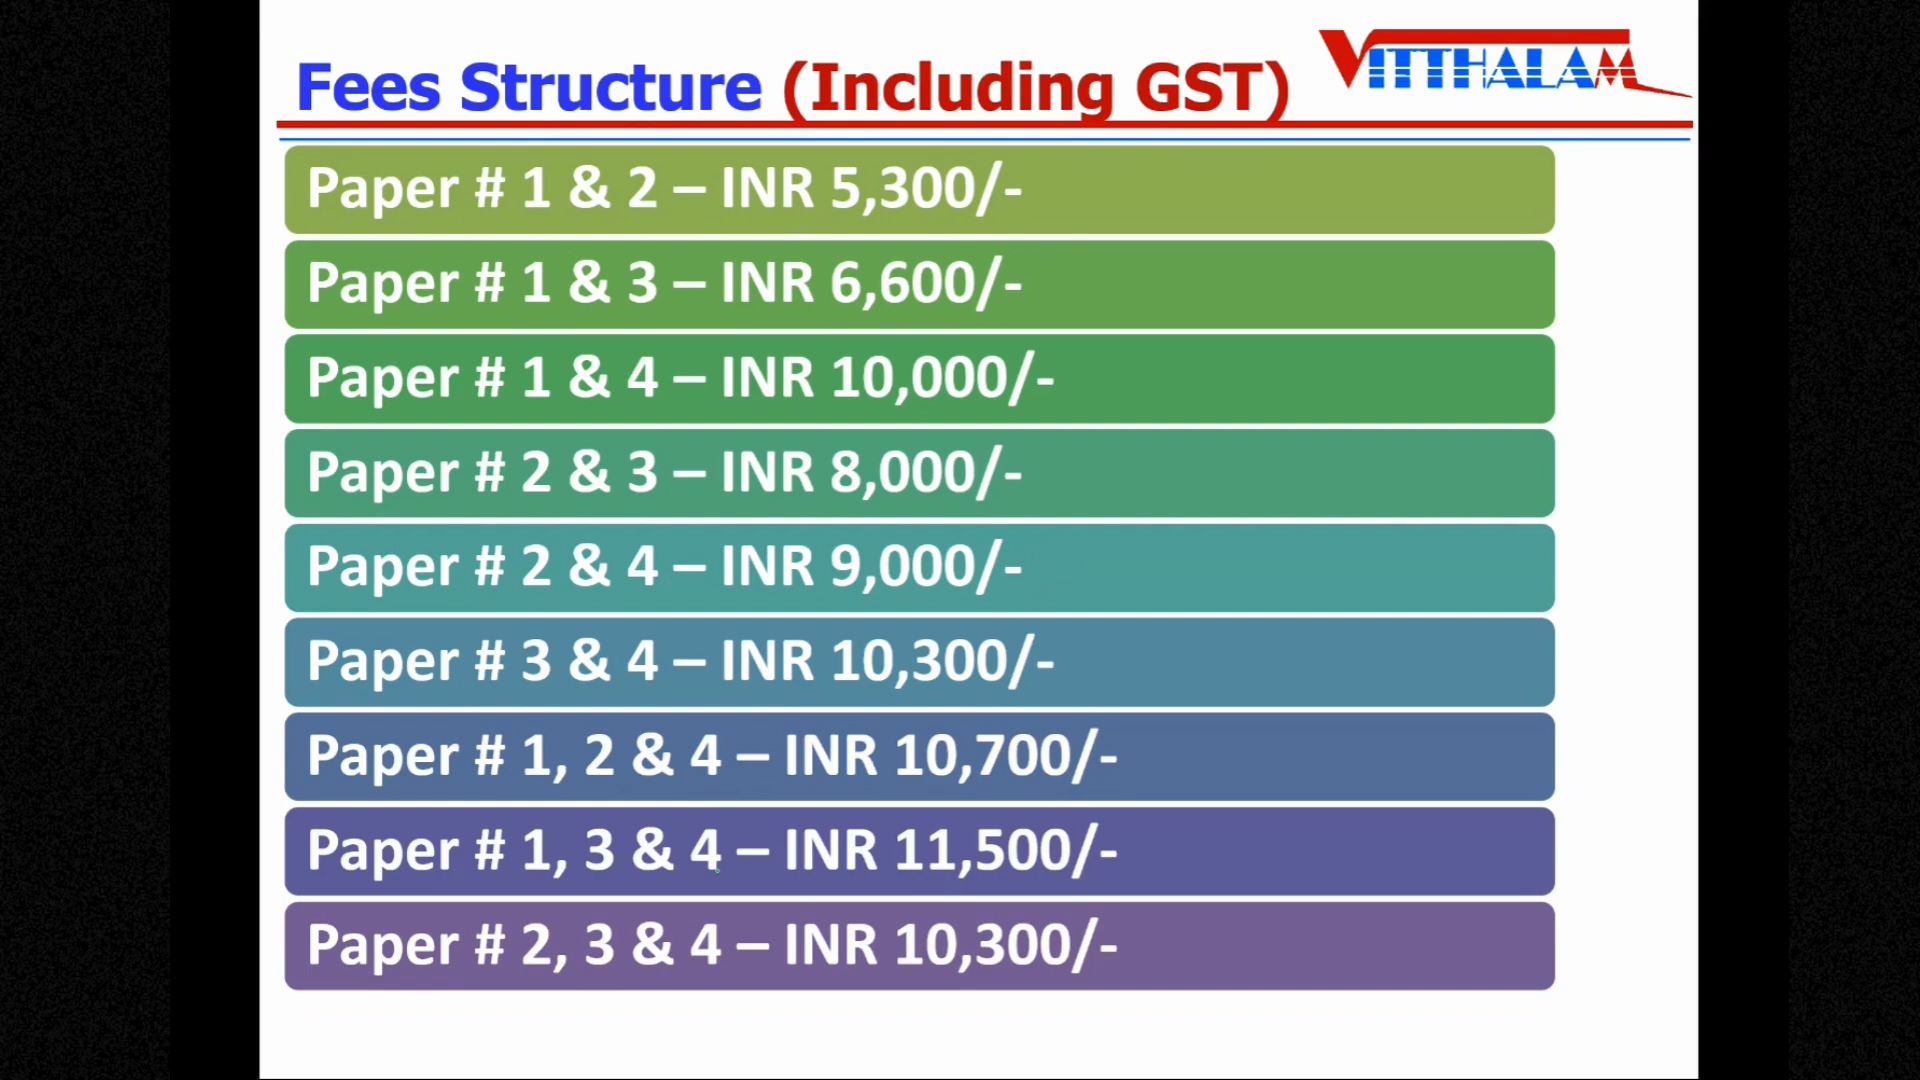 Fees Structure (Including GST)
VITTHALAM
Paper # 1 & 2 – INR 5,300/-
Paper # 1 & 3 – INR 6,600/-
Paper # 1 & 4 – INR 10,000/-
Paper # 2 & 3 – INR 8,000/-
Paper # 2 & 4 – INR 9,000/-
Paper # 3 & 4 – INR 10,300/-
Paper # 1, 2 & 4 – INR 10,700/-
Paper # 1, 3 & 4 – INR 11,500/-
Paper # 2, 3 & 4 – INR 10,300/-